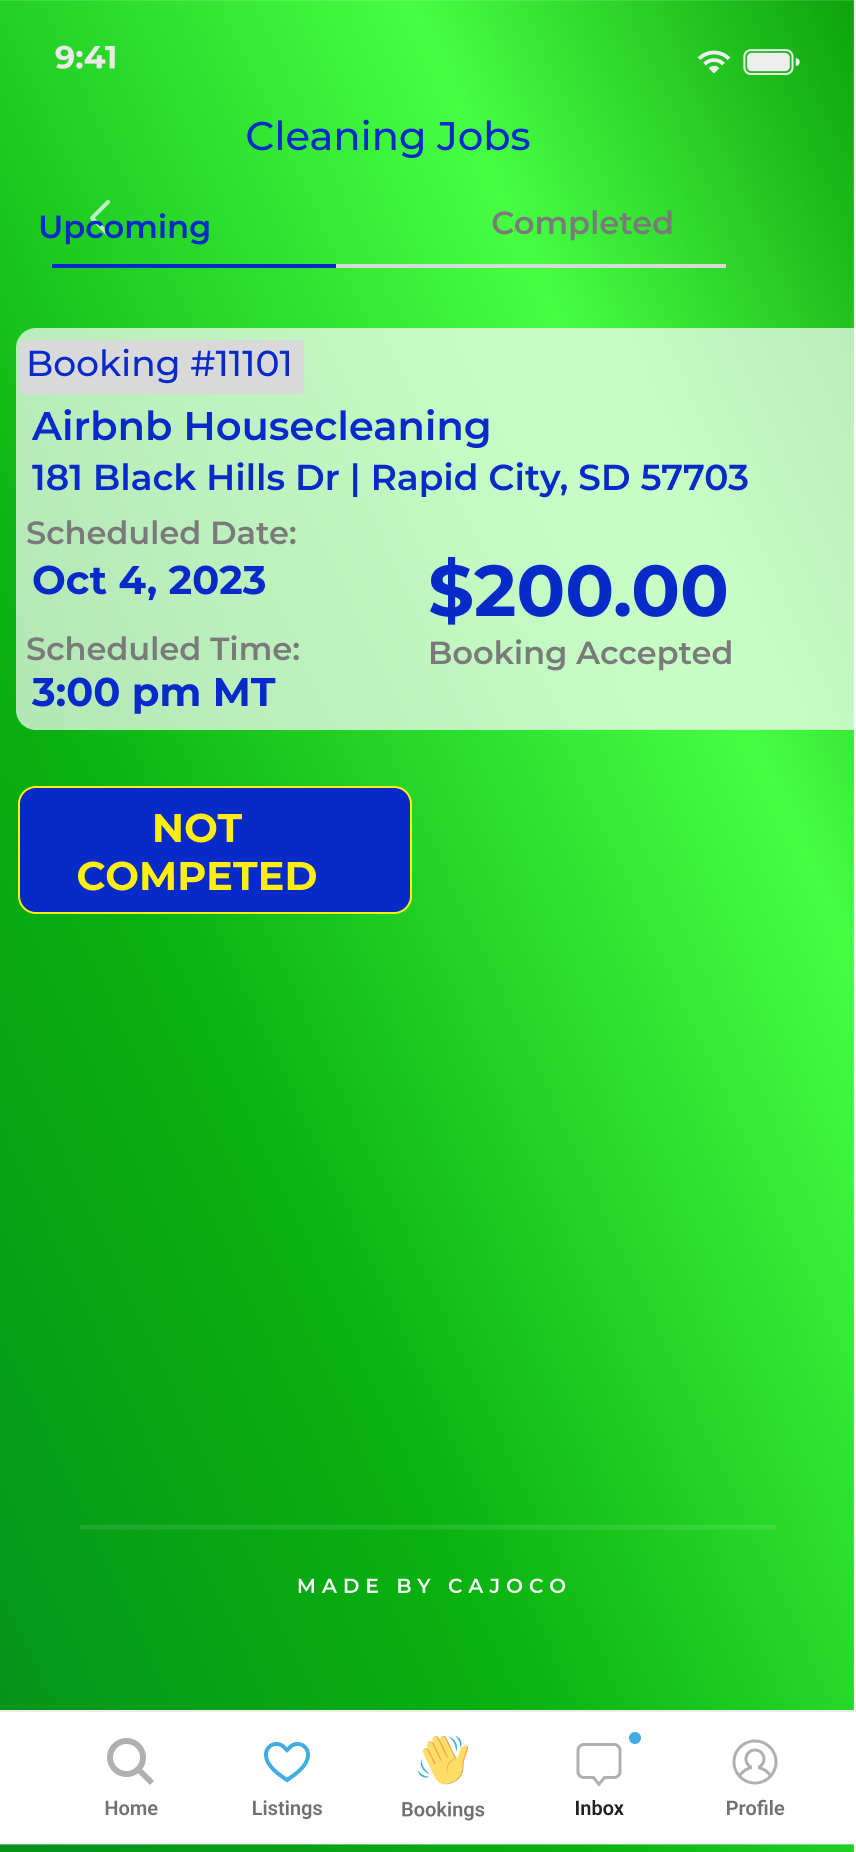 9:41
Cleaning Jobs
Upcoming
Completed
Booking #11101
Airbnb Housecleaning
181 Black Hills Dr | Rapid City, SD 57703
Scheduled Date:
Oct 4, 2023
$200.00
Scheduled Time:
Booking Accepted
3:00 pm MT
NOT
COMPETED
MADE BY CAJOCO
Home
Listings
Bookings
Inbox
Profile